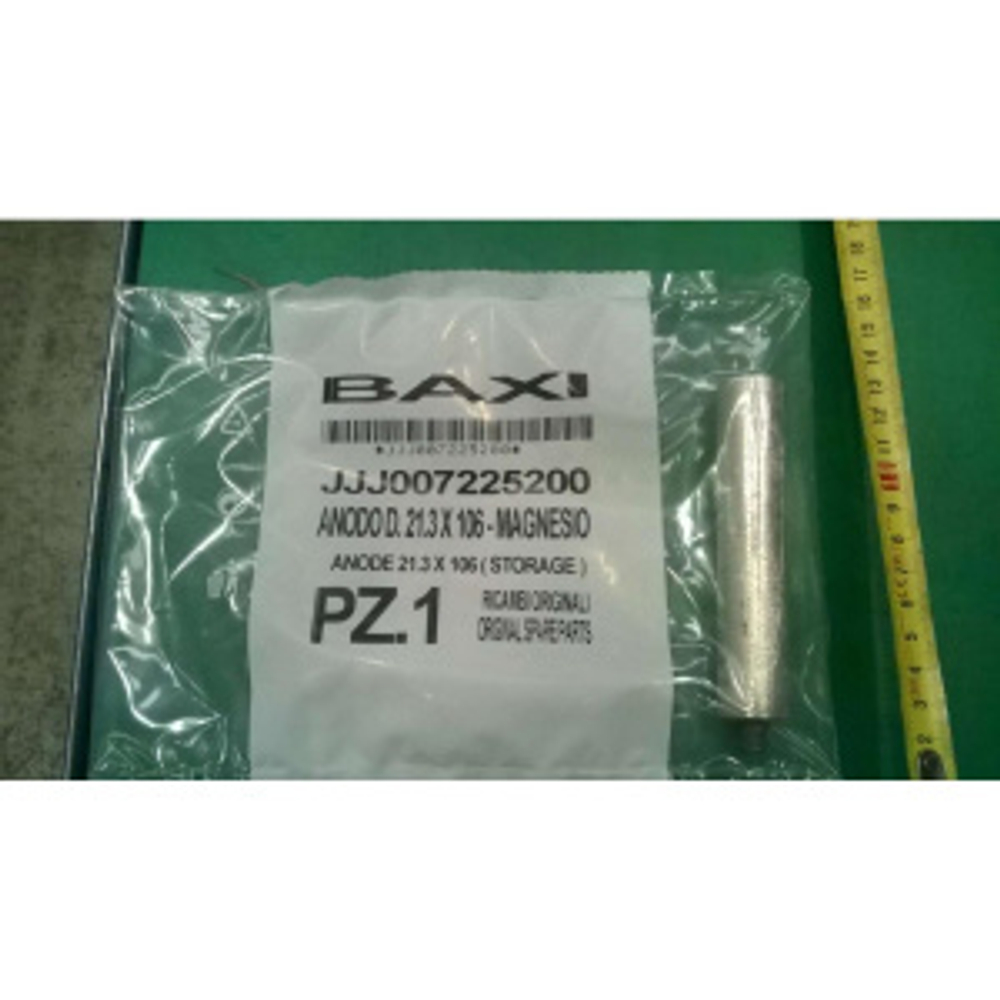 BAXI
*JJJ007225200*
JJJ007225200
ANODO D. 21.3 X 106 - MAGNESIO
ANODE 21.3 X 106 ( STORAGE )
PZ.1
RICAMBI ORIGINALI
ORIGINAL SPARE PARTS